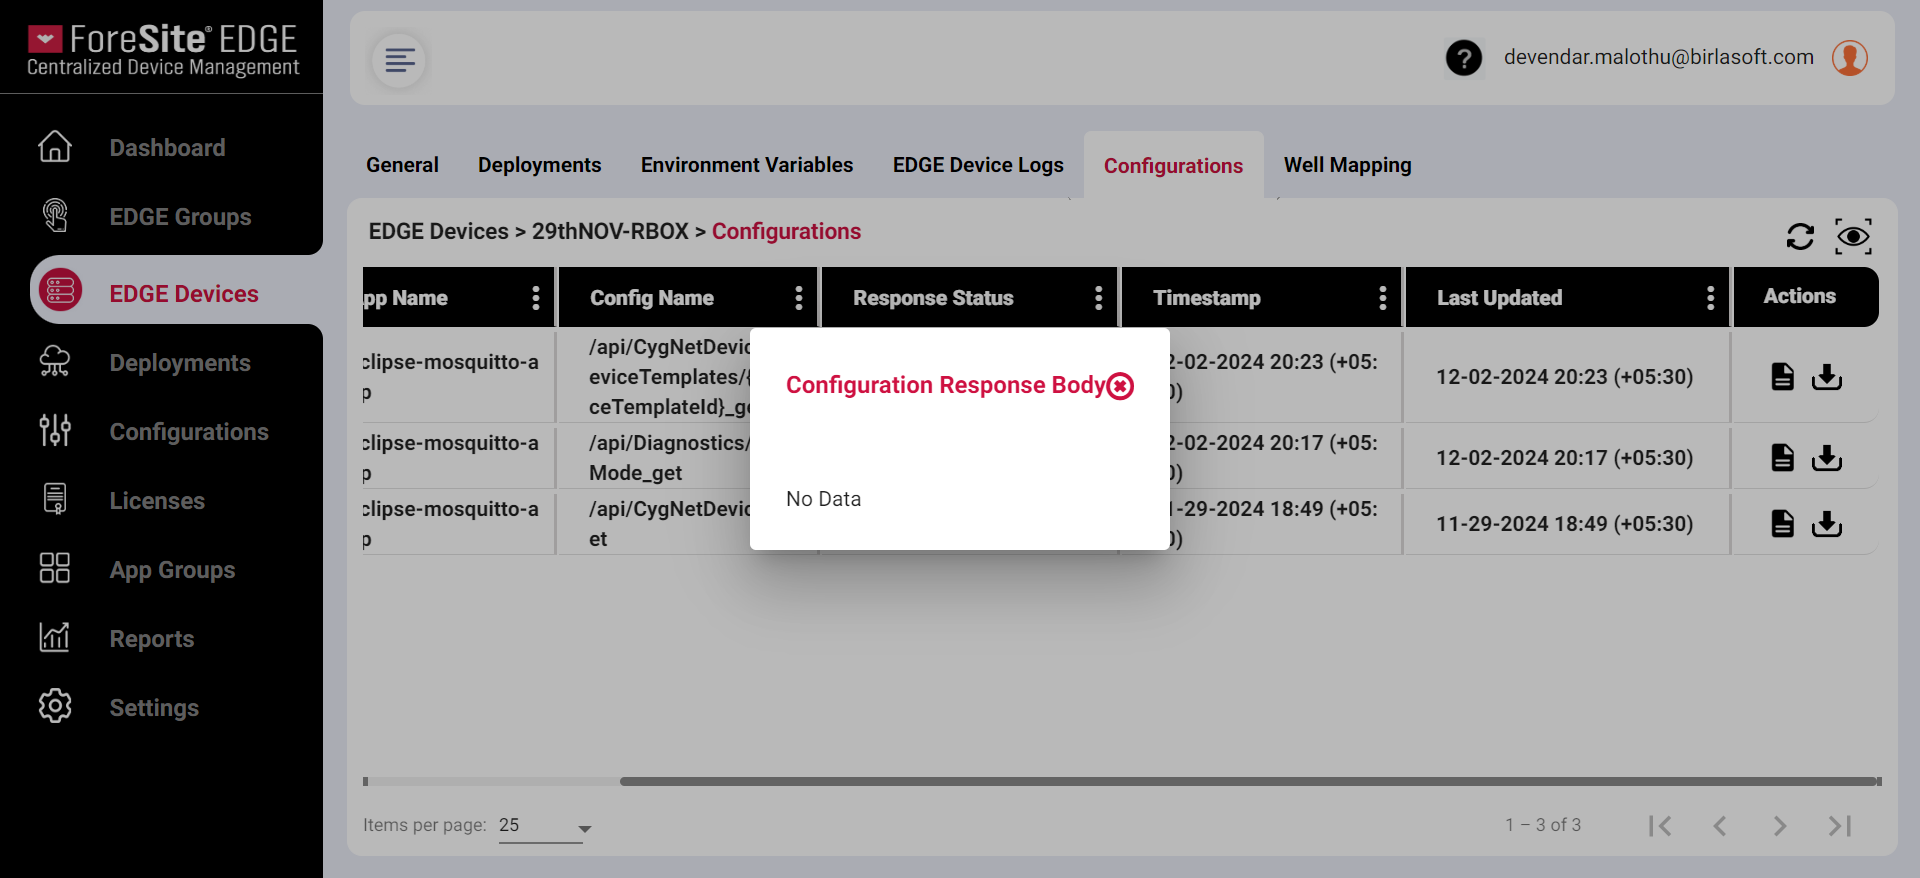 ForeSite® EDGE
Centralized Device Management
Dashboard
EDGE Groups
EDGE Devices
Deployments
Configurations
Licenses
App Groups
Reports
Settings
? devendar.malothu@birlasoft.com
General Deployments Environment Variables EDGE Device Logs Configurations Well Mapping
EDGE Devices > 29thNOV-RBOX > Configurations
pp Name Config Name Response Status Timestamp Last Updated Actions
clipse-mosquitto-a
p
/api/CygNetDevic
eviceTemplates/
ceTemplateId}_g
2-02-2024 20:23 (+05:
)
12-02-2024 20:23 (+05:30)
clipse-mosquitto-a
p
/api/Diagnostics/
Mode_get
2-02-2024 20:17 (+05:
)
12-02-2024 20:17 (+05:30)
clipse-mosquitto-a
p
/api/CygNetDevic
et
-29-2024 18:49 (+05:
)
11-29-2024 18:49 (+05:30)
Configuration Response Body
No Data
Items per page: 25
1 – 3 of 3